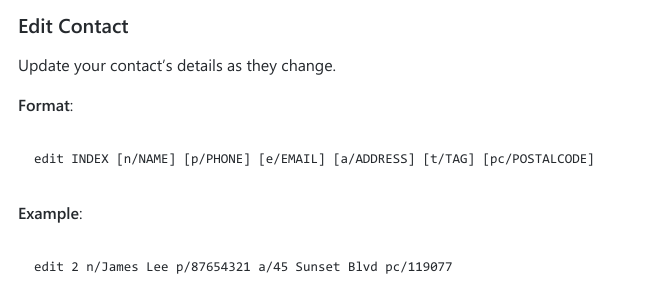 Edit Contact
Update your contact’s details as they change.
Format:
edit INDEX [n/NAME] [p/PHONE] [e/EMAIL] [a/ADDRESS] [t/TAG] [pc/POSTALCODE]
Example:
edit 2 n/James Lee p/87654321 a/45 Sunset Blvd pc/119077